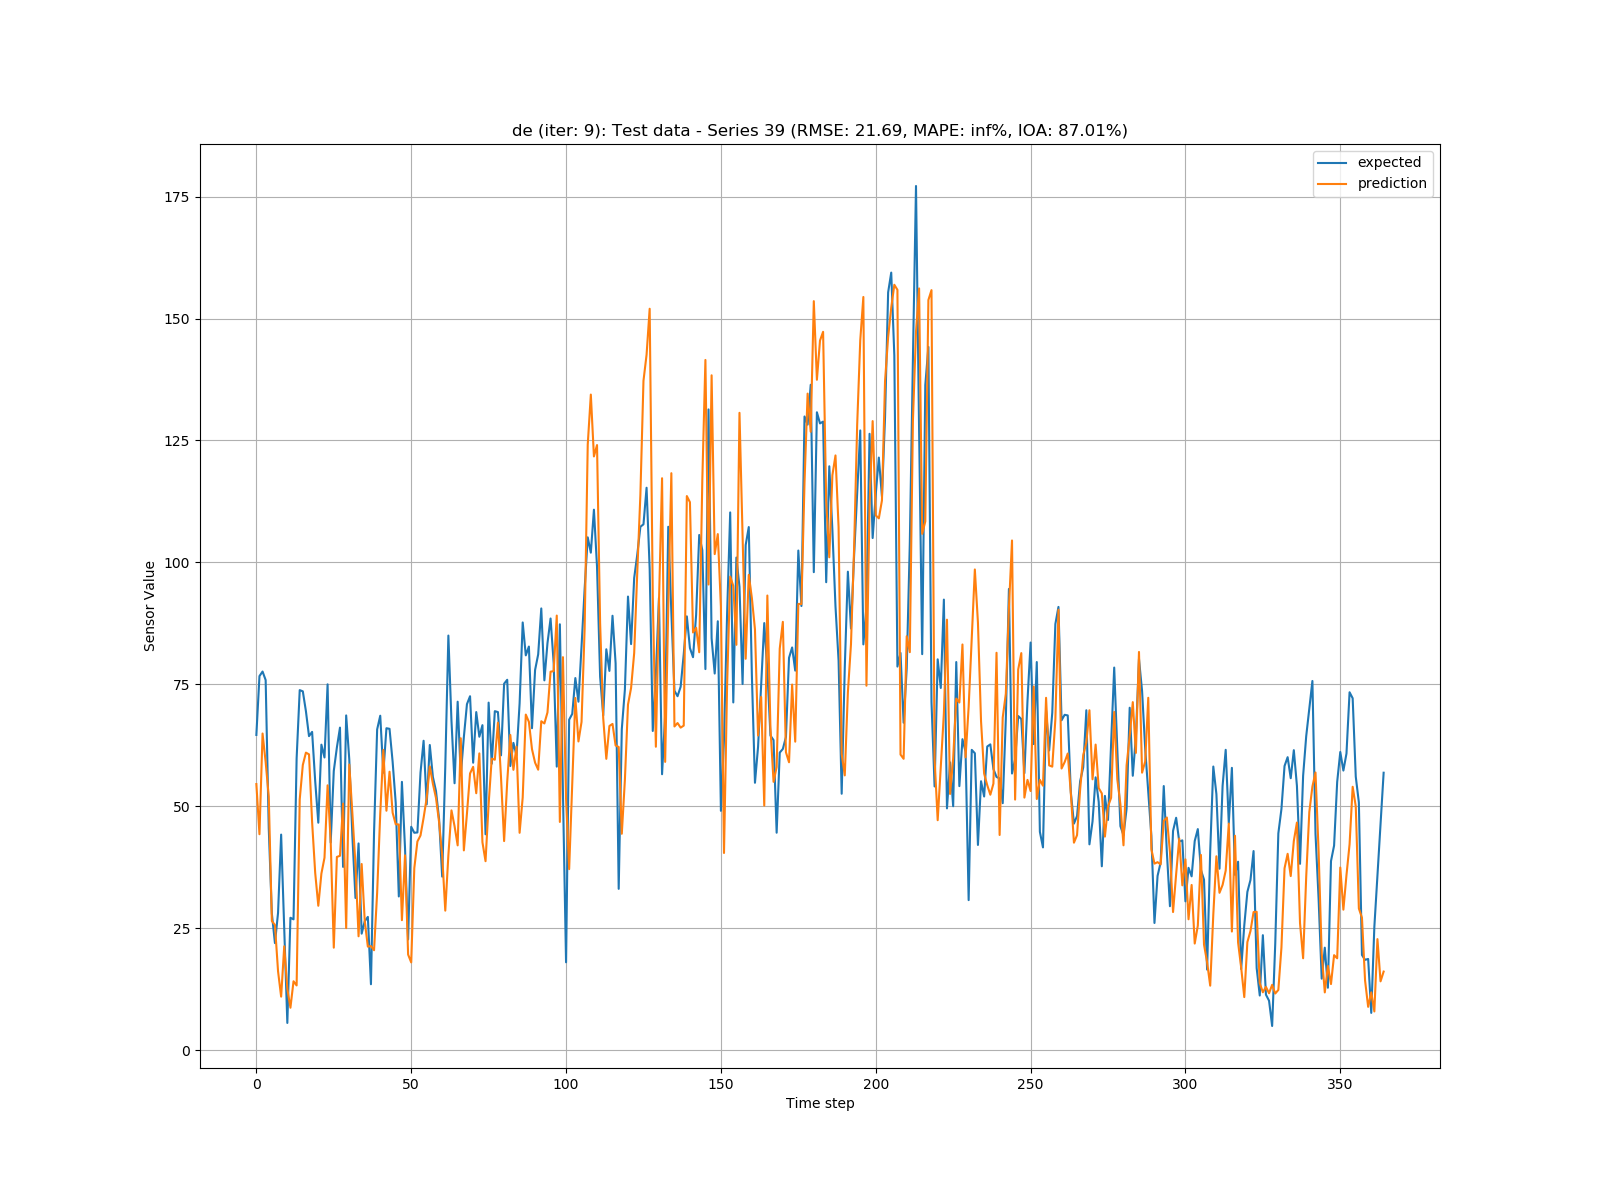 de (iter: 9): Test data - Series 39 (RMSE: 21.69, MAPE: inf%, IOA: 87.01%)
expected
prediction
175
150
125
100
75
50
25
0
Sensor Value
0 50 100 150 200 250 300 350
Time step